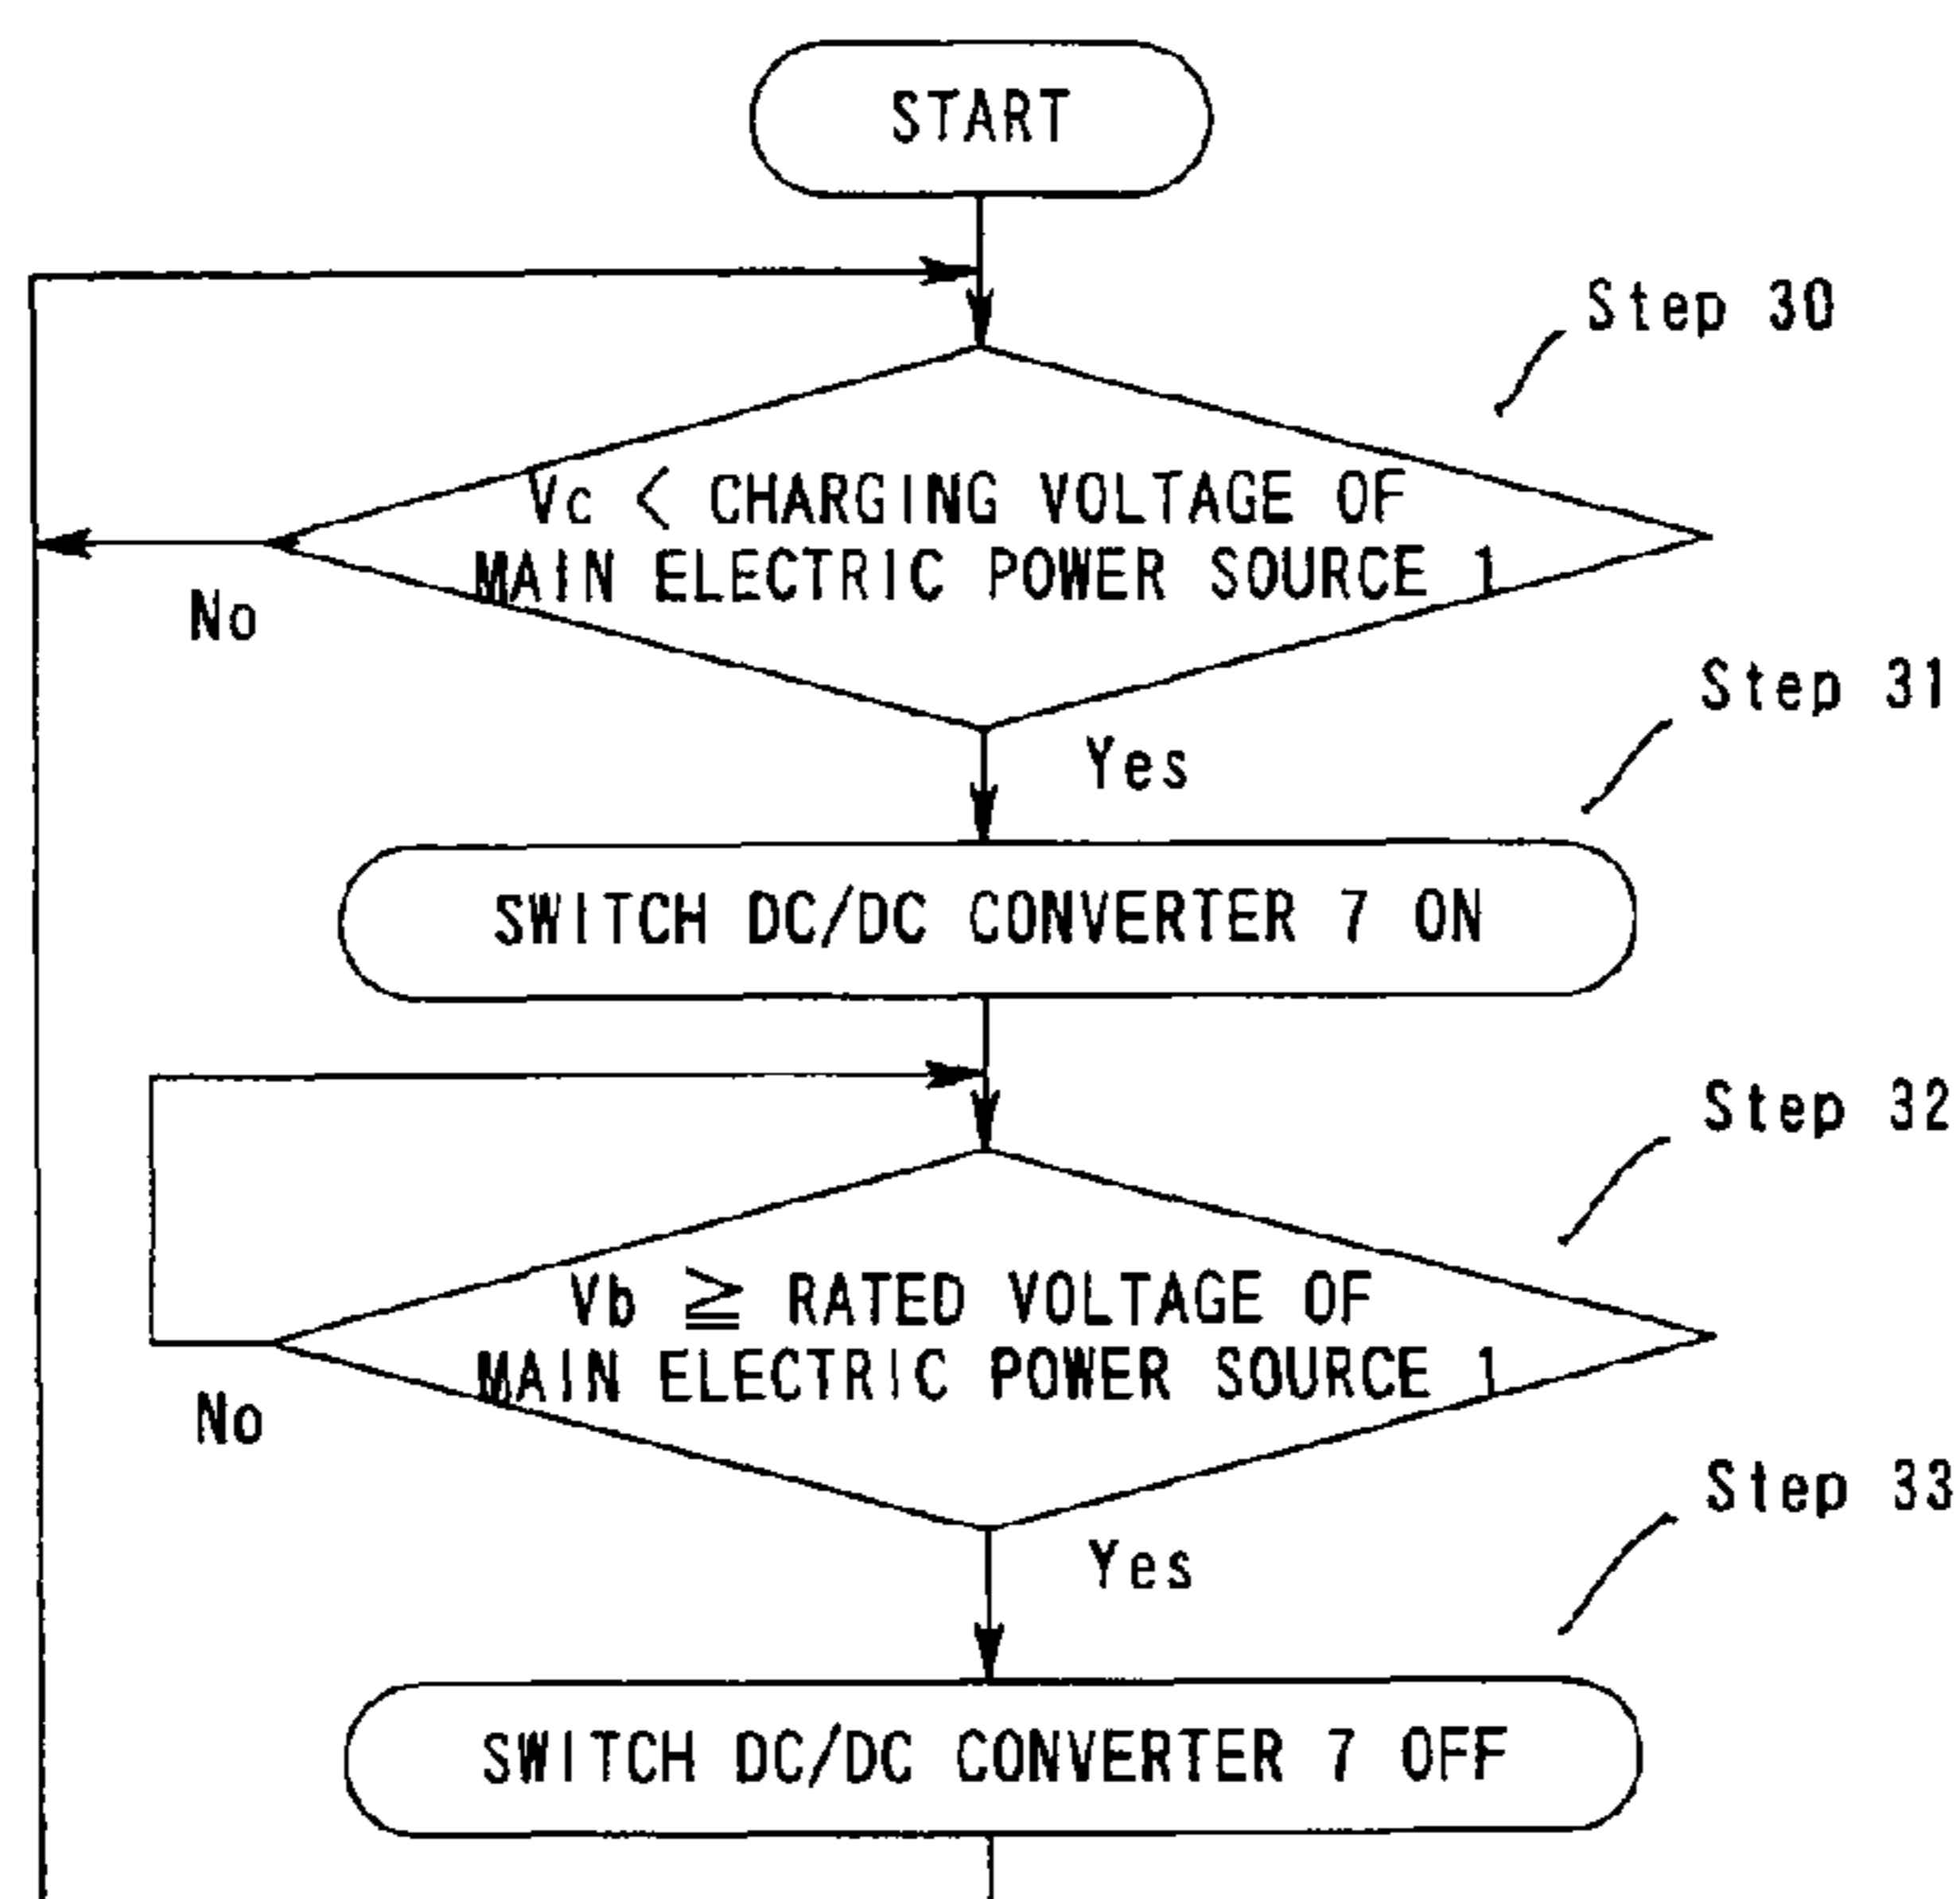 START
Step 30
Vc < CHARGING VOLTAGE OF
MAIN ELECTRIC POWER SOURCE 1
No
Step 31
Yes
SWITCH DC/DC CONVERTER 7 ON
Step 32
Vb ≧ RATED VOLTAGE OF
MAIN ELECTRIC POWER SOURCE 1
No
Step 33
Yes
SWITCH DC/DC CONVERTER 7 OFF